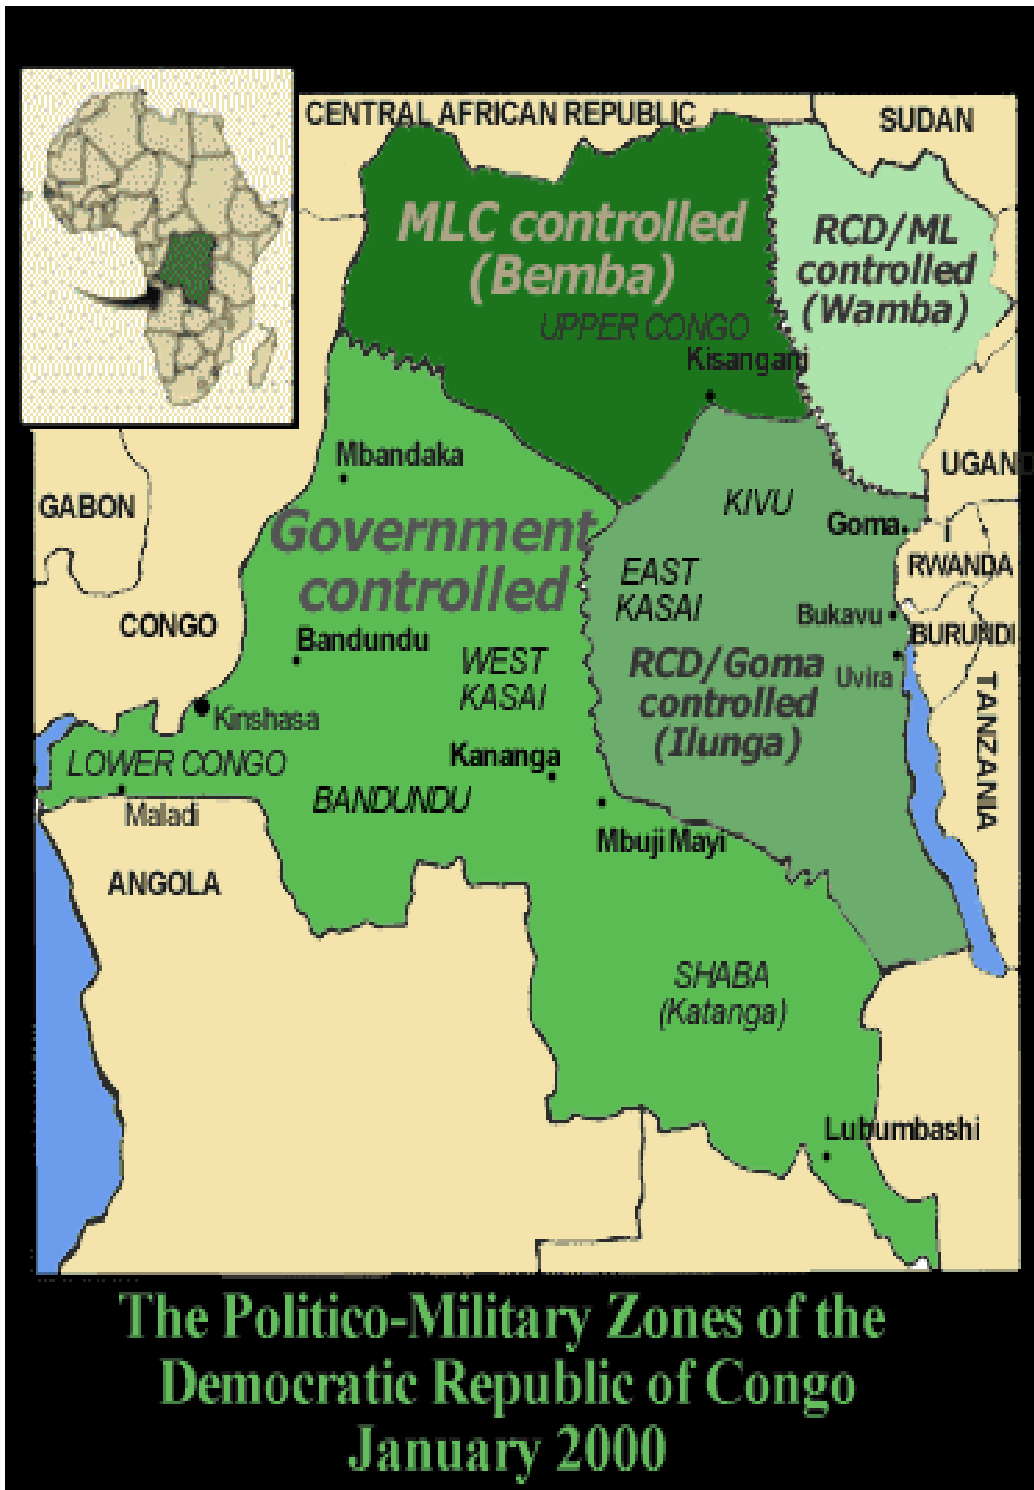 CENTRAL AFRICAN REPUBLIC
SUDAN
MLC controlled
(Bemba)
RCD/ML
controlled
(Wamba)
UPPER CONGO
Kisangani
Mbandaka
UGAND
GABON
KIVU
Goma
Government
controlled
EAST
KASAI
RWANDA
CONGO
Bukavu
BURUNDI
Bandundu
WEST
KASAI
RCD/Goma
controlled
(Ilunga)
Uvira
TANZANIA
Kinshasa
LOWER CONGO
Kananga
BANDUNDU
Maladi
Mbuji Mayi
ANGOLA
SHABA
(Katanga)
Lubumbashi
The Politico-Military Zones of the
Democratic Republic of Congo
January 2000